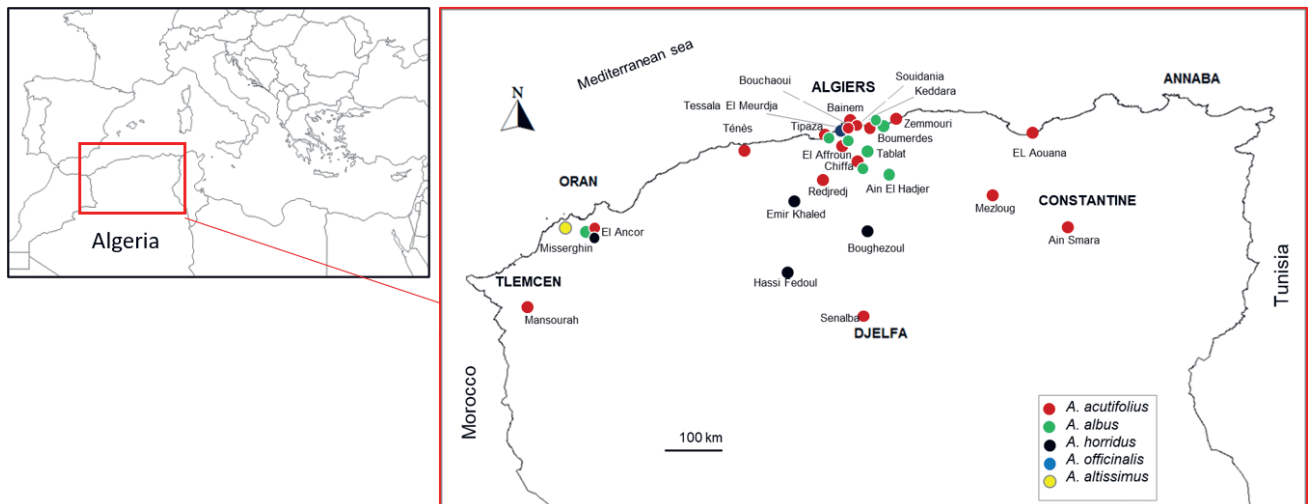 Algeria
Mediterranean sea
N
Bouchaoui
ALGIERS
Souidania
Keddara
ANNABA
Tessala El Meurdja
Bainem
Ténès
Tipaza
Zemmouri
Boumerdes
EL Aouana
El Affroun
Tablat
Chiffa
Redjredj
Ain El Hadjer
ORAN
Emir Khaled
Mezloug
CONSTANTINE
El Ancor
Misserghin
Boughezoul
Ain Smara
Hassi Fedoul
TLEMCEN
Mansourah
Senalba
DJELFA
Morocco
Tunisia
100 km
A. acutifolius
A. albus
A. horridus
A. officinalis
A. altissimus